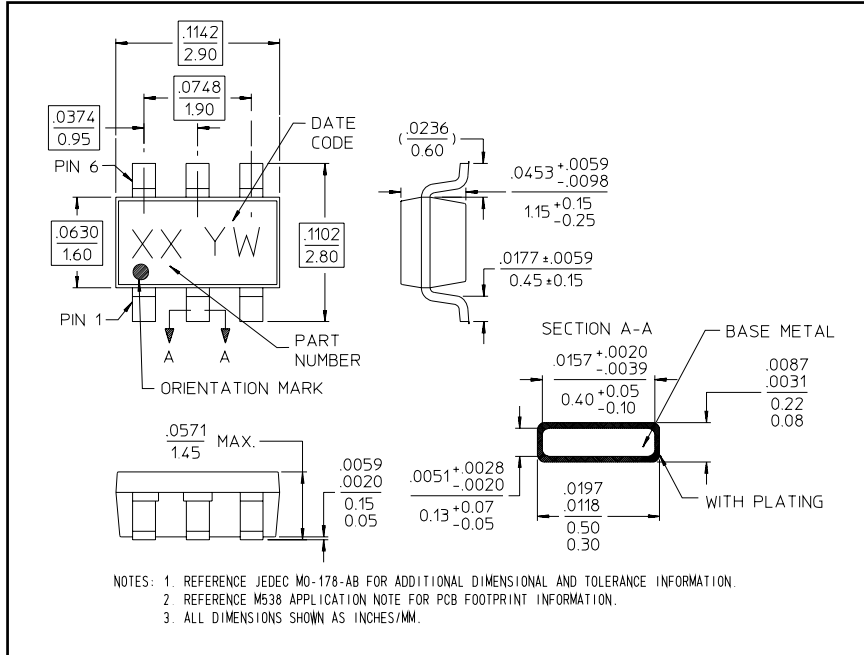 .1142
2.90
.0748
1.90
.0374
0.95
DATE
CODE
PIN 6
XX YW
.0630
1.60
.1102
2.80
PIN 1
A A
PART
NUMBER
ORIENTATION MARK
(.0236)
0.60
.0453 +.0059
-.0098
1.15 +0.15
-0.25
.0177 ±.0059
0.45 ±0.15
SECTION A-A
BASE METAL
.0157 +.0020
-.0039
0.40 +0.05
-0.10
.0087
.0031
0.22
0.08
.0571 MAX.
1.45
.0059
.0020
0.15
0.05
.0051 +.0028
-.0020
0.13 +0.07
-0.05
.0197
.0118
0.50
0.30
WITH PLATING
NOTES: 1. REFERENCE JEDEC MO-178-AB FOR ADDITIONAL DIMENSIONAL AND TOLERANCE INFORMATION.
2. REFERENCE M538 APPLICATION NOTE FOR PCB FOOTPRINT INFORMATION.
3. ALL DIMENSIONS SHOWN AS INCHES/MM.